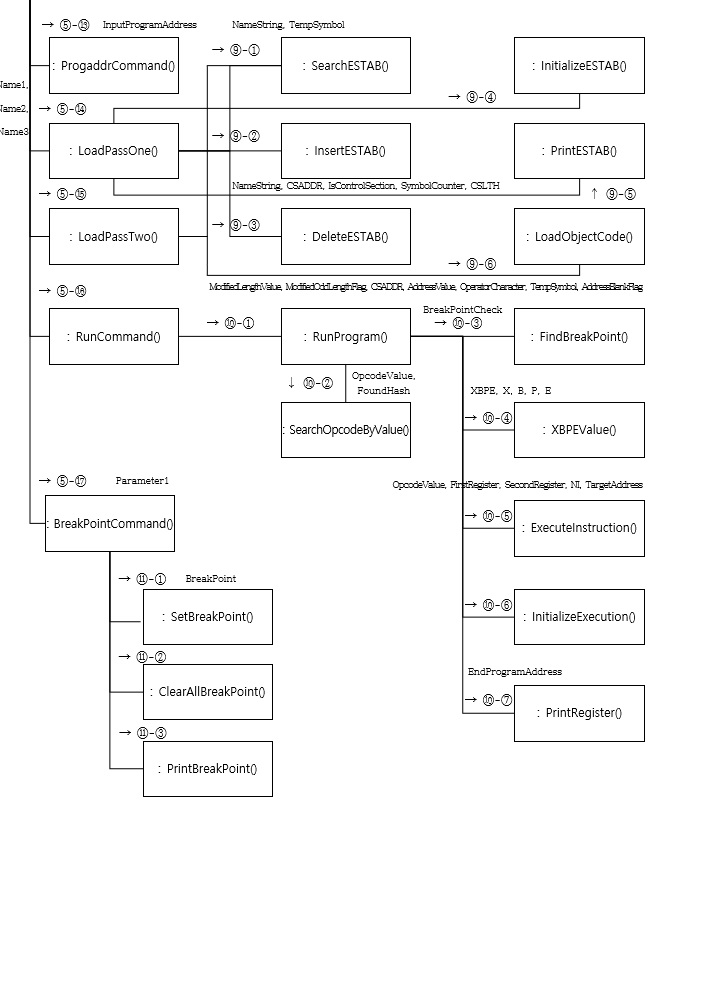 → ⑤-⑬ InputProgramAddress
NameString, TempSymbol
→ ⑨-①
: ProgaddrCommand()
: SearchESTAB()
: InitializeESTAB()
Name1,
→ ⑨-④
Name2,
→ ⑤-⑭
Name3
→ ⑨-②
: LoadPassOne()
: InsertESTAB()
: PrintESTAB()
NameString, CSADDR, IsControlSection, SymbolCounter, CSLTH
→ ⑤-⑮
↑ ⑨-⑤
→ ⑨-③
: LoadPassTwo()
: DeleteESTAB()
: LoadObjectCode()
→ ⑨-⑥
ModifiedLengthValue, ModifiedOddLengthFlag, CSADDR, AddressValue, OperatorCharacter, TempSymbol, AddressBlankFlag
→ ⑤-⑯
BreakPointCheck
→ ⑩-①
→ ⑩-③
: RunCommand()
: RunProgram()
: FindBreakPoint()
↓ ⑩-②
OpcodeValue,
FoundHash
XBPE, X, B, P, E
→ ⑩-④
: SearchOpcodeByValue()
: XBPEValue()
→ ⑤-⑰ Parameter1
OpcodeValue, FirstRegister, SecondRegister, NI, TargetAddress
→ ⑩-⑤
: BreakPointCommand()
: ExecuteInstruction()
→ ⑪-① BreakPoint
→ ⑩-⑥
: SetBreakPoint()
: InitializeExecution()
→ ⑪-②
EndProgramAddress
: ClearAllBreakPoint()
→ ⑩-⑦
: PrintRegister()
→ ⑪-③
: PrintBreakPoint()